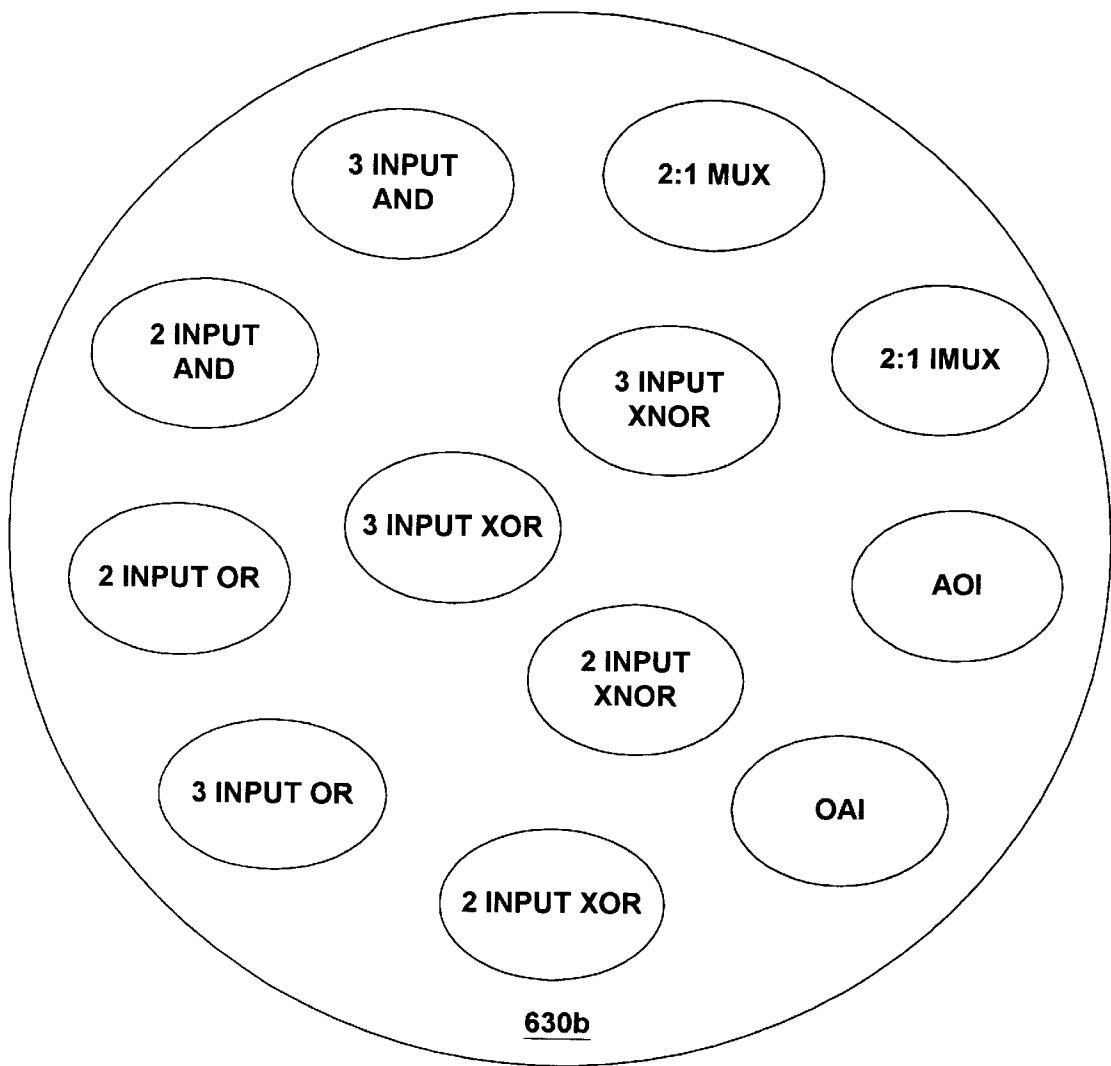 3 INPUT
AND
2:1 MUX
2 INPUT
AND
3 INPUT
XNOR
2:1 IMUX
3 INPUT XOR
2 INPUT OR
AOI
2 INPUT
XNOR
3 INPUT OR
OAI
2 INPUT XOR
630b